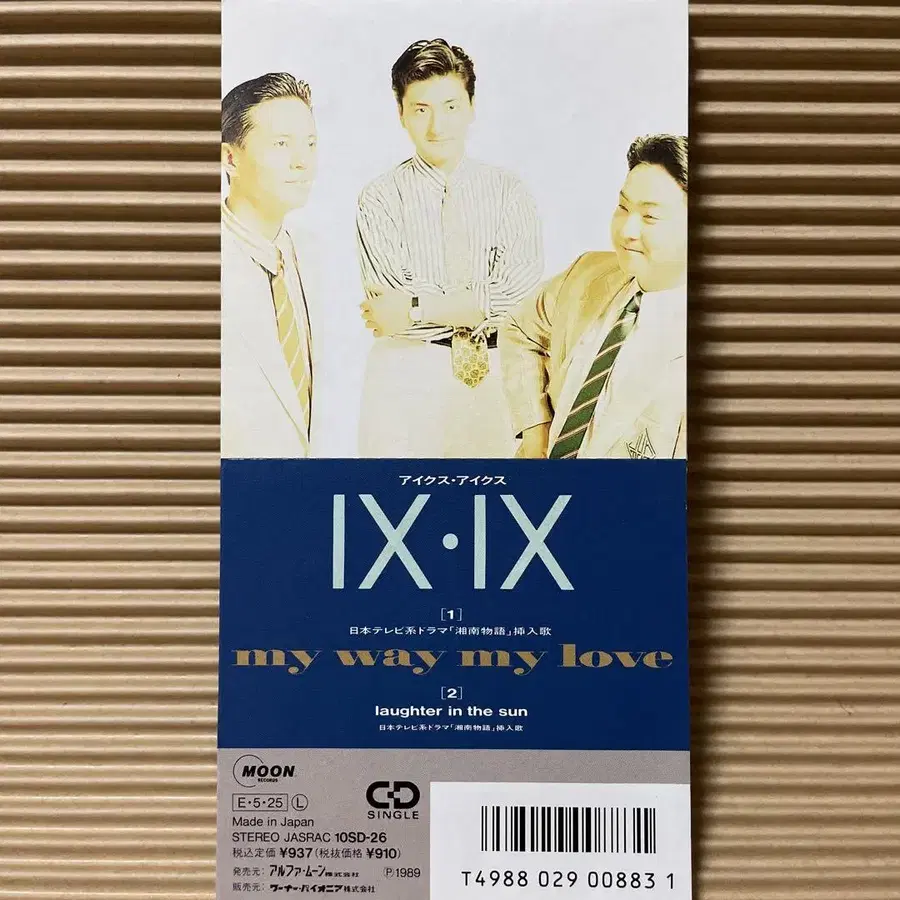 アイクス・アイクス
IX・IX
[1]
日本テレビ系ドラマ「湘南物語」挿入歌
my way my love
[2]
laughter in the sun
日本テレビ系ドラマ「湘南物語」挿入歌
MOON
RECORDS
E・5・25 L
Made in Japan
STEREO JASRAC 10SD-26
税込定価 ¥937(税抜価格 ¥910)
発売元: アルファ・ムーン株式会社 Ⓟ1989
販売元: ワーナー・パイオニア株式会社
CD
SINGLE
T4988 029 00883 1